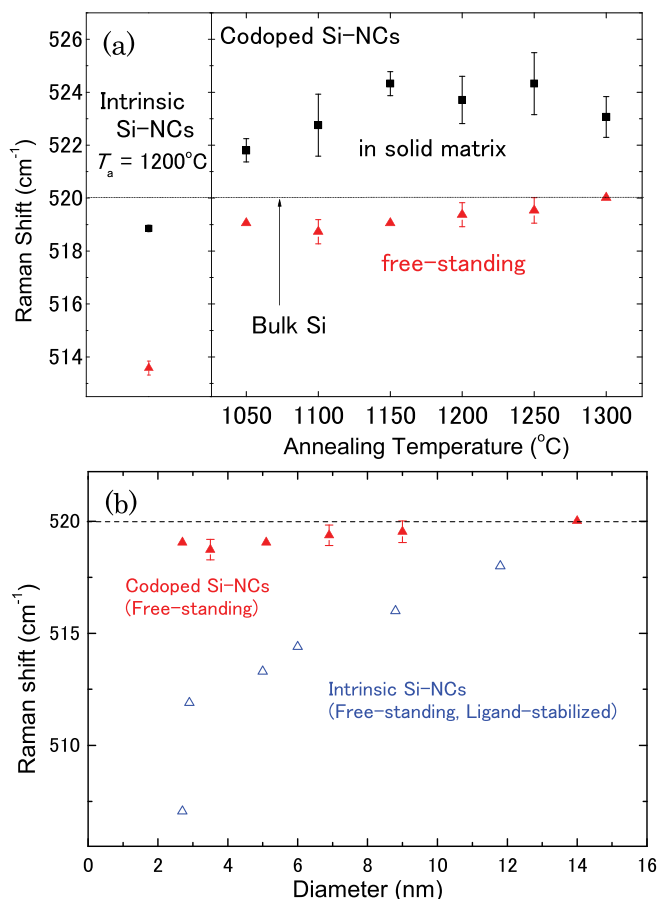 (a)
Codoped Si-NCs
Intrinsic
Si-NCs
Tₐ = 1200°C
in solid matrix
free-standing
Bulk Si
Raman Shift (cm⁻¹)
526
524
522
520
518
516
514
1050 1100 1150 1200 1250 1300
Annealing Temperature (°C)
(b)
Codoped Si-NCs
(Free-standing)
Intrinsic Si-NCs
(Free-standing, Ligand-stabilized)
Raman shift (cm⁻¹)
520
515
510
0 2 4 6 8 10 12 14 16
Diameter (nm)